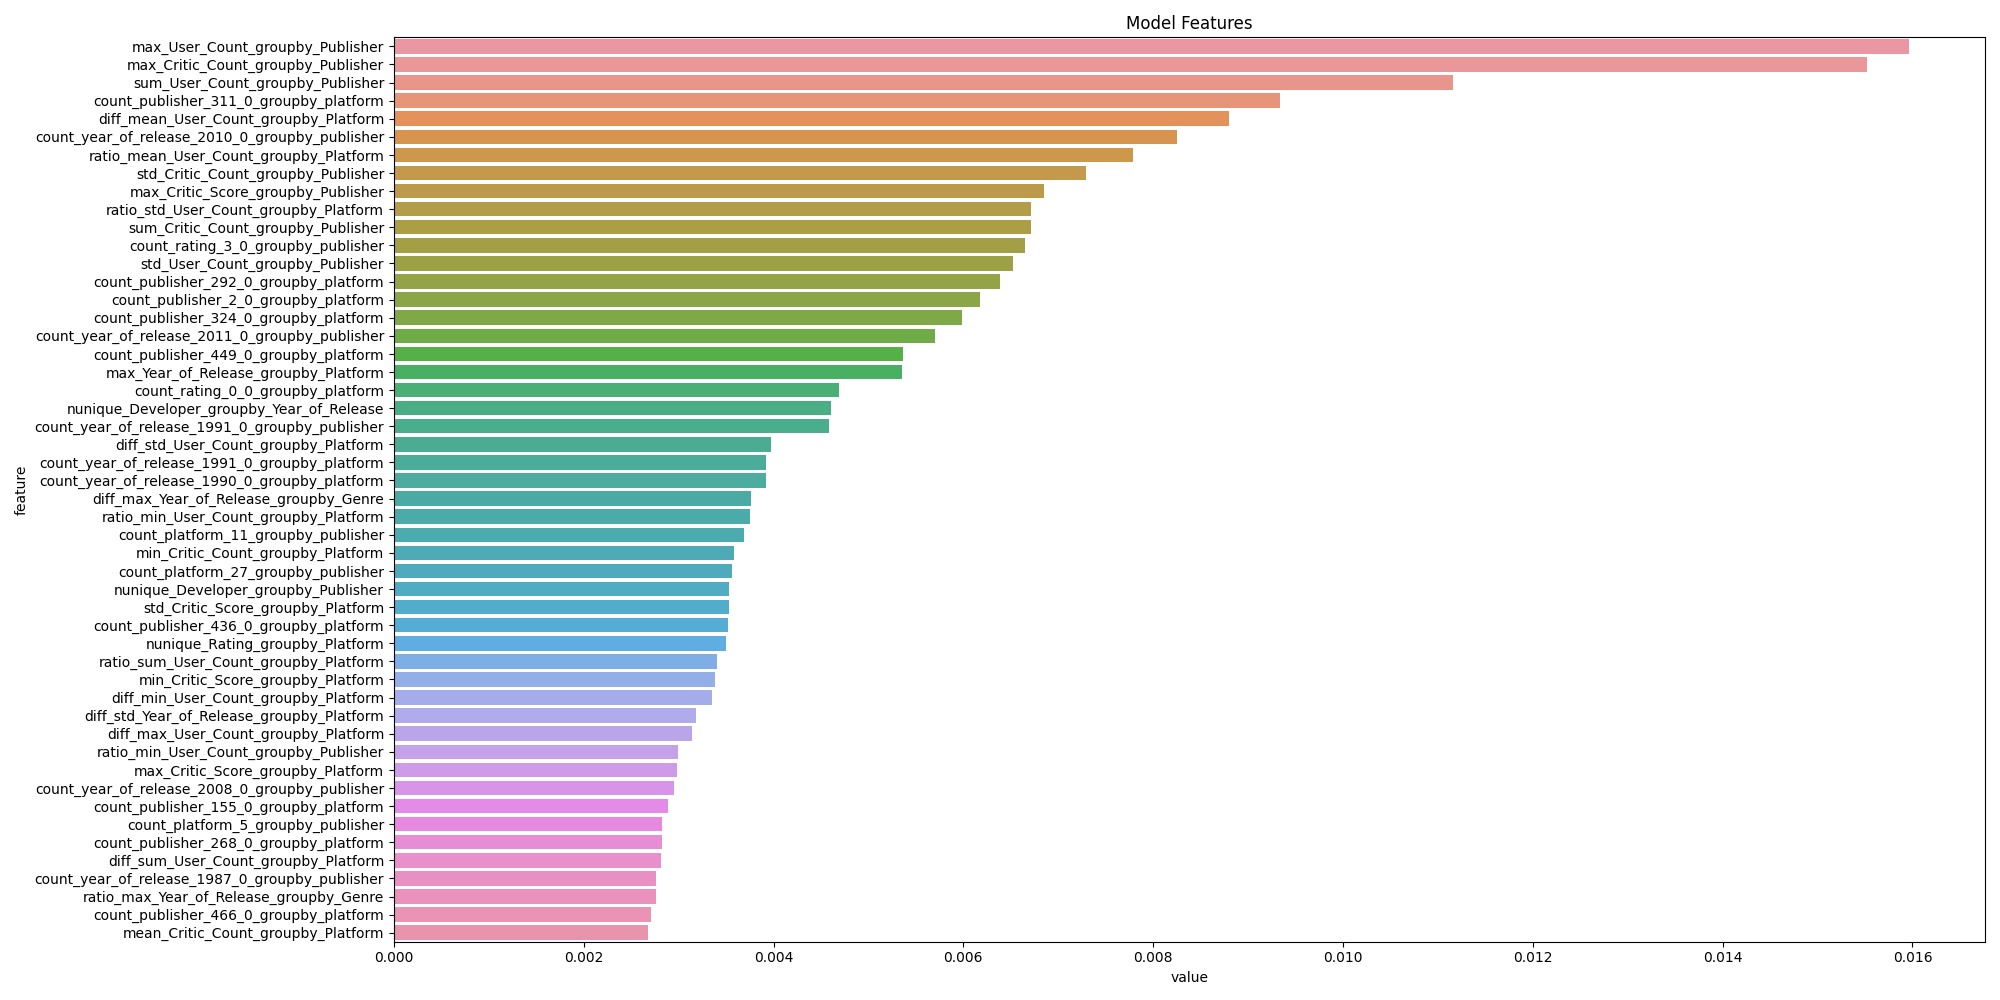 Model Features
max_User_Count_groupby_Publisher
max_Critic_Count_groupby_Publisher
sum_User_Count_groupby_Publisher
count_publisher_311_0_groupby_platform
diff_mean_User_Count_groupby_Platform
count_year_of_release_2010_0_groupby_publisher
ratio_mean_User_Count_groupby_Platform
std_Critic_Count_groupby_Publisher
max_Critic_Score_groupby_Publisher
ratio_std_User_Count_groupby_Platform
sum_Critic_Count_groupby_Publisher
count_rating_3_0_groupby_publisher
std_User_Count_groupby_Publisher
count_publisher_292_0_groupby_platform
count_publisher_2_0_groupby_platform
count_publisher_324_0_groupby_platform
count_year_of_release_2011_0_groupby_publisher
count_publisher_449_0_groupby_platform
max_Year_of_Release_groupby_Platform
count_rating_0_0_groupby_platform
nunique_Developer_groupby_Year_of_Release
count_year_of_release_1991_0_groupby_publisher
diff_std_User_Count_groupby_Platform
count_year_of_release_1991_0_groupby_platform
count_year_of_release_1990_0_groupby_platform
diff_max_Year_of_Release_groupby_Genre
ratio_min_User_Count_groupby_Platform
count_platform_11_groupby_publisher
min_Critic_Count_groupby_Platform
count_platform_27_groupby_publisher
nunique_Developer_groupby_Publisher
std_Critic_Score_groupby_Platform
count_publisher_436_0_groupby_platform
nunique_Rating_groupby_Platform
ratio_sum_User_Count_groupby_Platform
min_Critic_Score_groupby_Platform
diff_min_User_Count_groupby_Platform
diff_std_Year_of_Release_groupby_Platform
diff_max_User_Count_groupby_Platform
ratio_min_User_Count_groupby_Publisher
max_Critic_Score_groupby_Platform
count_year_of_release_2008_0_groupby_publisher
count_publisher_155_0_groupby_platform
count_platform_5_groupby_publisher
count_publisher_268_0_groupby_platform
diff_sum_User_Count_groupby_Platform
count_year_of_release_1987_0_groupby_publisher
ratio_max_Year_of_Release_groupby_Genre
count_publisher_466_0_groupby_platform
mean_Critic_Count_groupby_Platform
feature
0.000 0.002 0.004 0.006 0.008 0.010 0.012 0.014 0.016
value